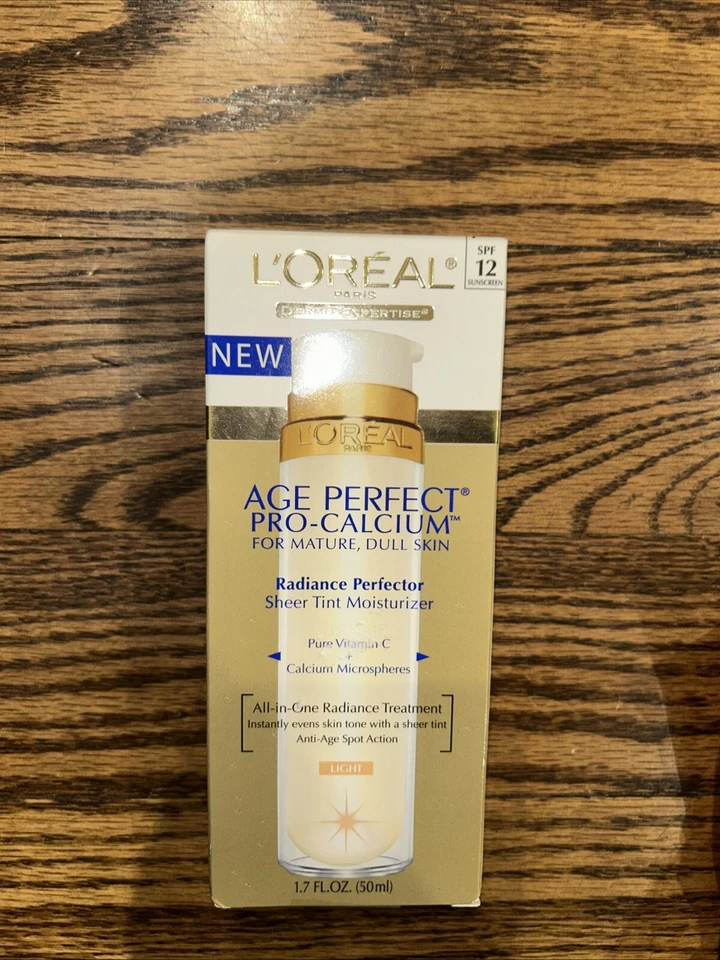 L'ORÉAL®
PARIS
DERMO-EXPERTISE®
SPF
12
SUNSCREEN
NEW
L'ORÉAL
PARIS
AGE PERFECT®
PRO-CALCIUM™
FOR MATURE, DULL SKIN
Radiance Perfector
Sheer Tint Moisturizer
Pure Vitamin C
+
Calcium Microspheres
All-in-One Radiance Treatment
Instantly evens skin tone with a sheer tint
Anti-Age Spot Action
LIGHT
1.7 FL.OZ. (50ml)